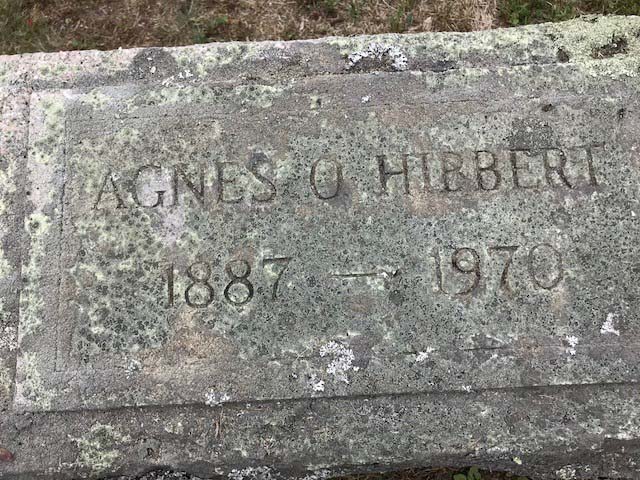 AGNES O HIBBERT
1887 — 1970